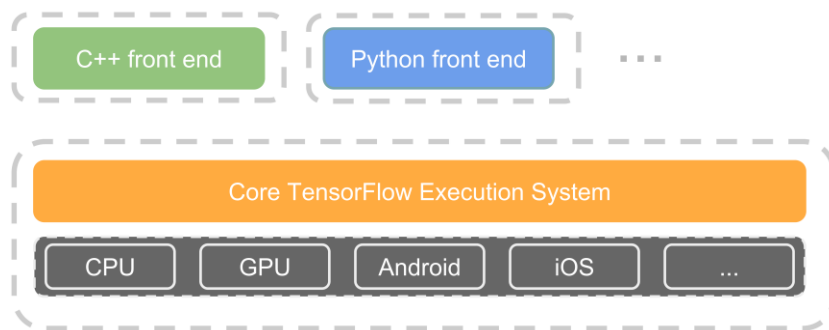 C++ front end
Python front end
...
Core TensorFlow Execution System
CPU
GPU
Android
iOS
...